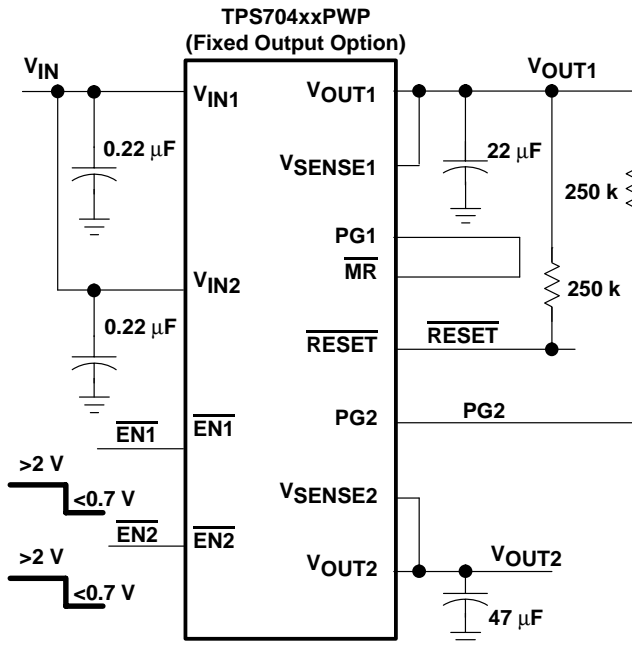 TPS704xxPWP
(Fixed Output Option)
VIN
VIN1
VOUT1
VOUT1
0.22 μF
VSENSE1
22 μF
250 k
PG1
MR
VIN2
250 k
0.22 μF
RESET
RESET
PG2
PG2
EN1
EN1
>2 V
<0.7 V
VSENSE2
EN2
EN2
>2 V
<0.7 V
VOUT2
VOUT2
47 μF